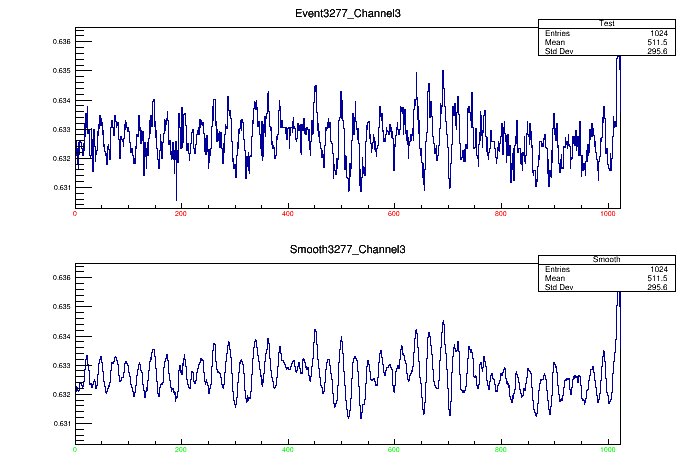 Event3277_Channel3
Test
Entries 1024
Mean 511.5
Std Dev 295.6
0.636
0.635
0.634
0.633
0.632
0.631
0 200 400 600 800 1000
Smooth3277_Channel3
Smooth
Entries 1024
Mean 511.5
Std Dev 295.6
0.636
0.635
0.634
0.633
0.632
0.631
0 200 400 600 800 1000